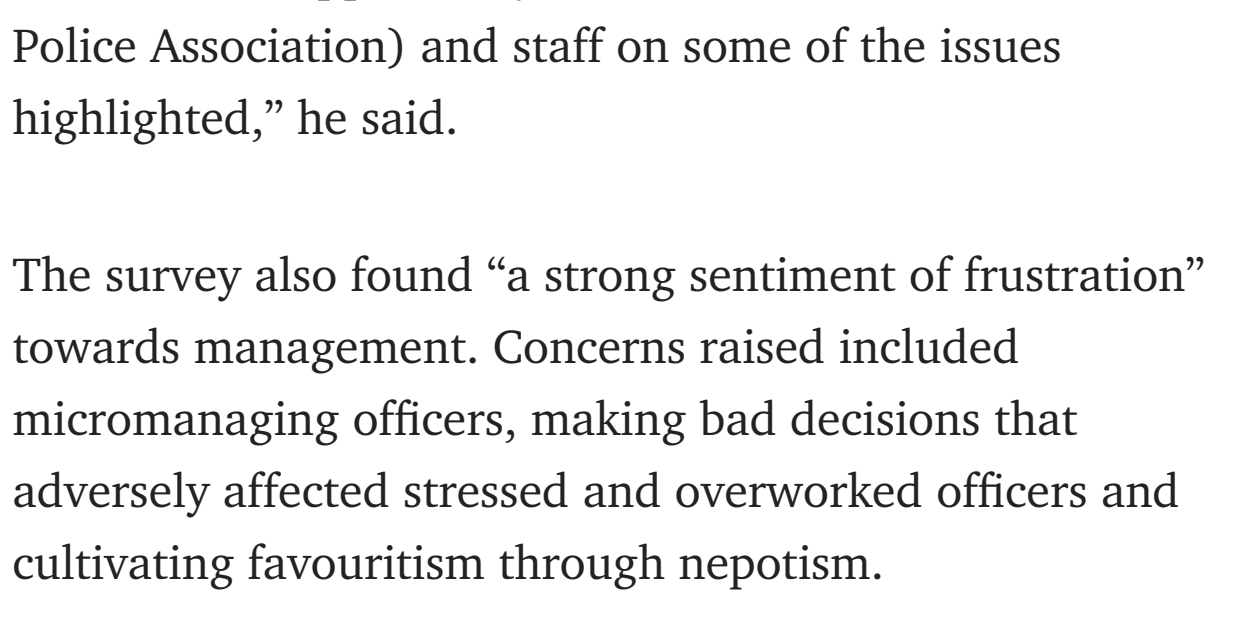 Police Association) and staff on some of the issues
highlighted,” he said.
The survey also found “a strong sentiment of frustration”
towards management. Concerns raised included
micromanaging officers, making bad decisions that
adversely affected stressed and overworked officers and
cultivating favouritism through nepotism.